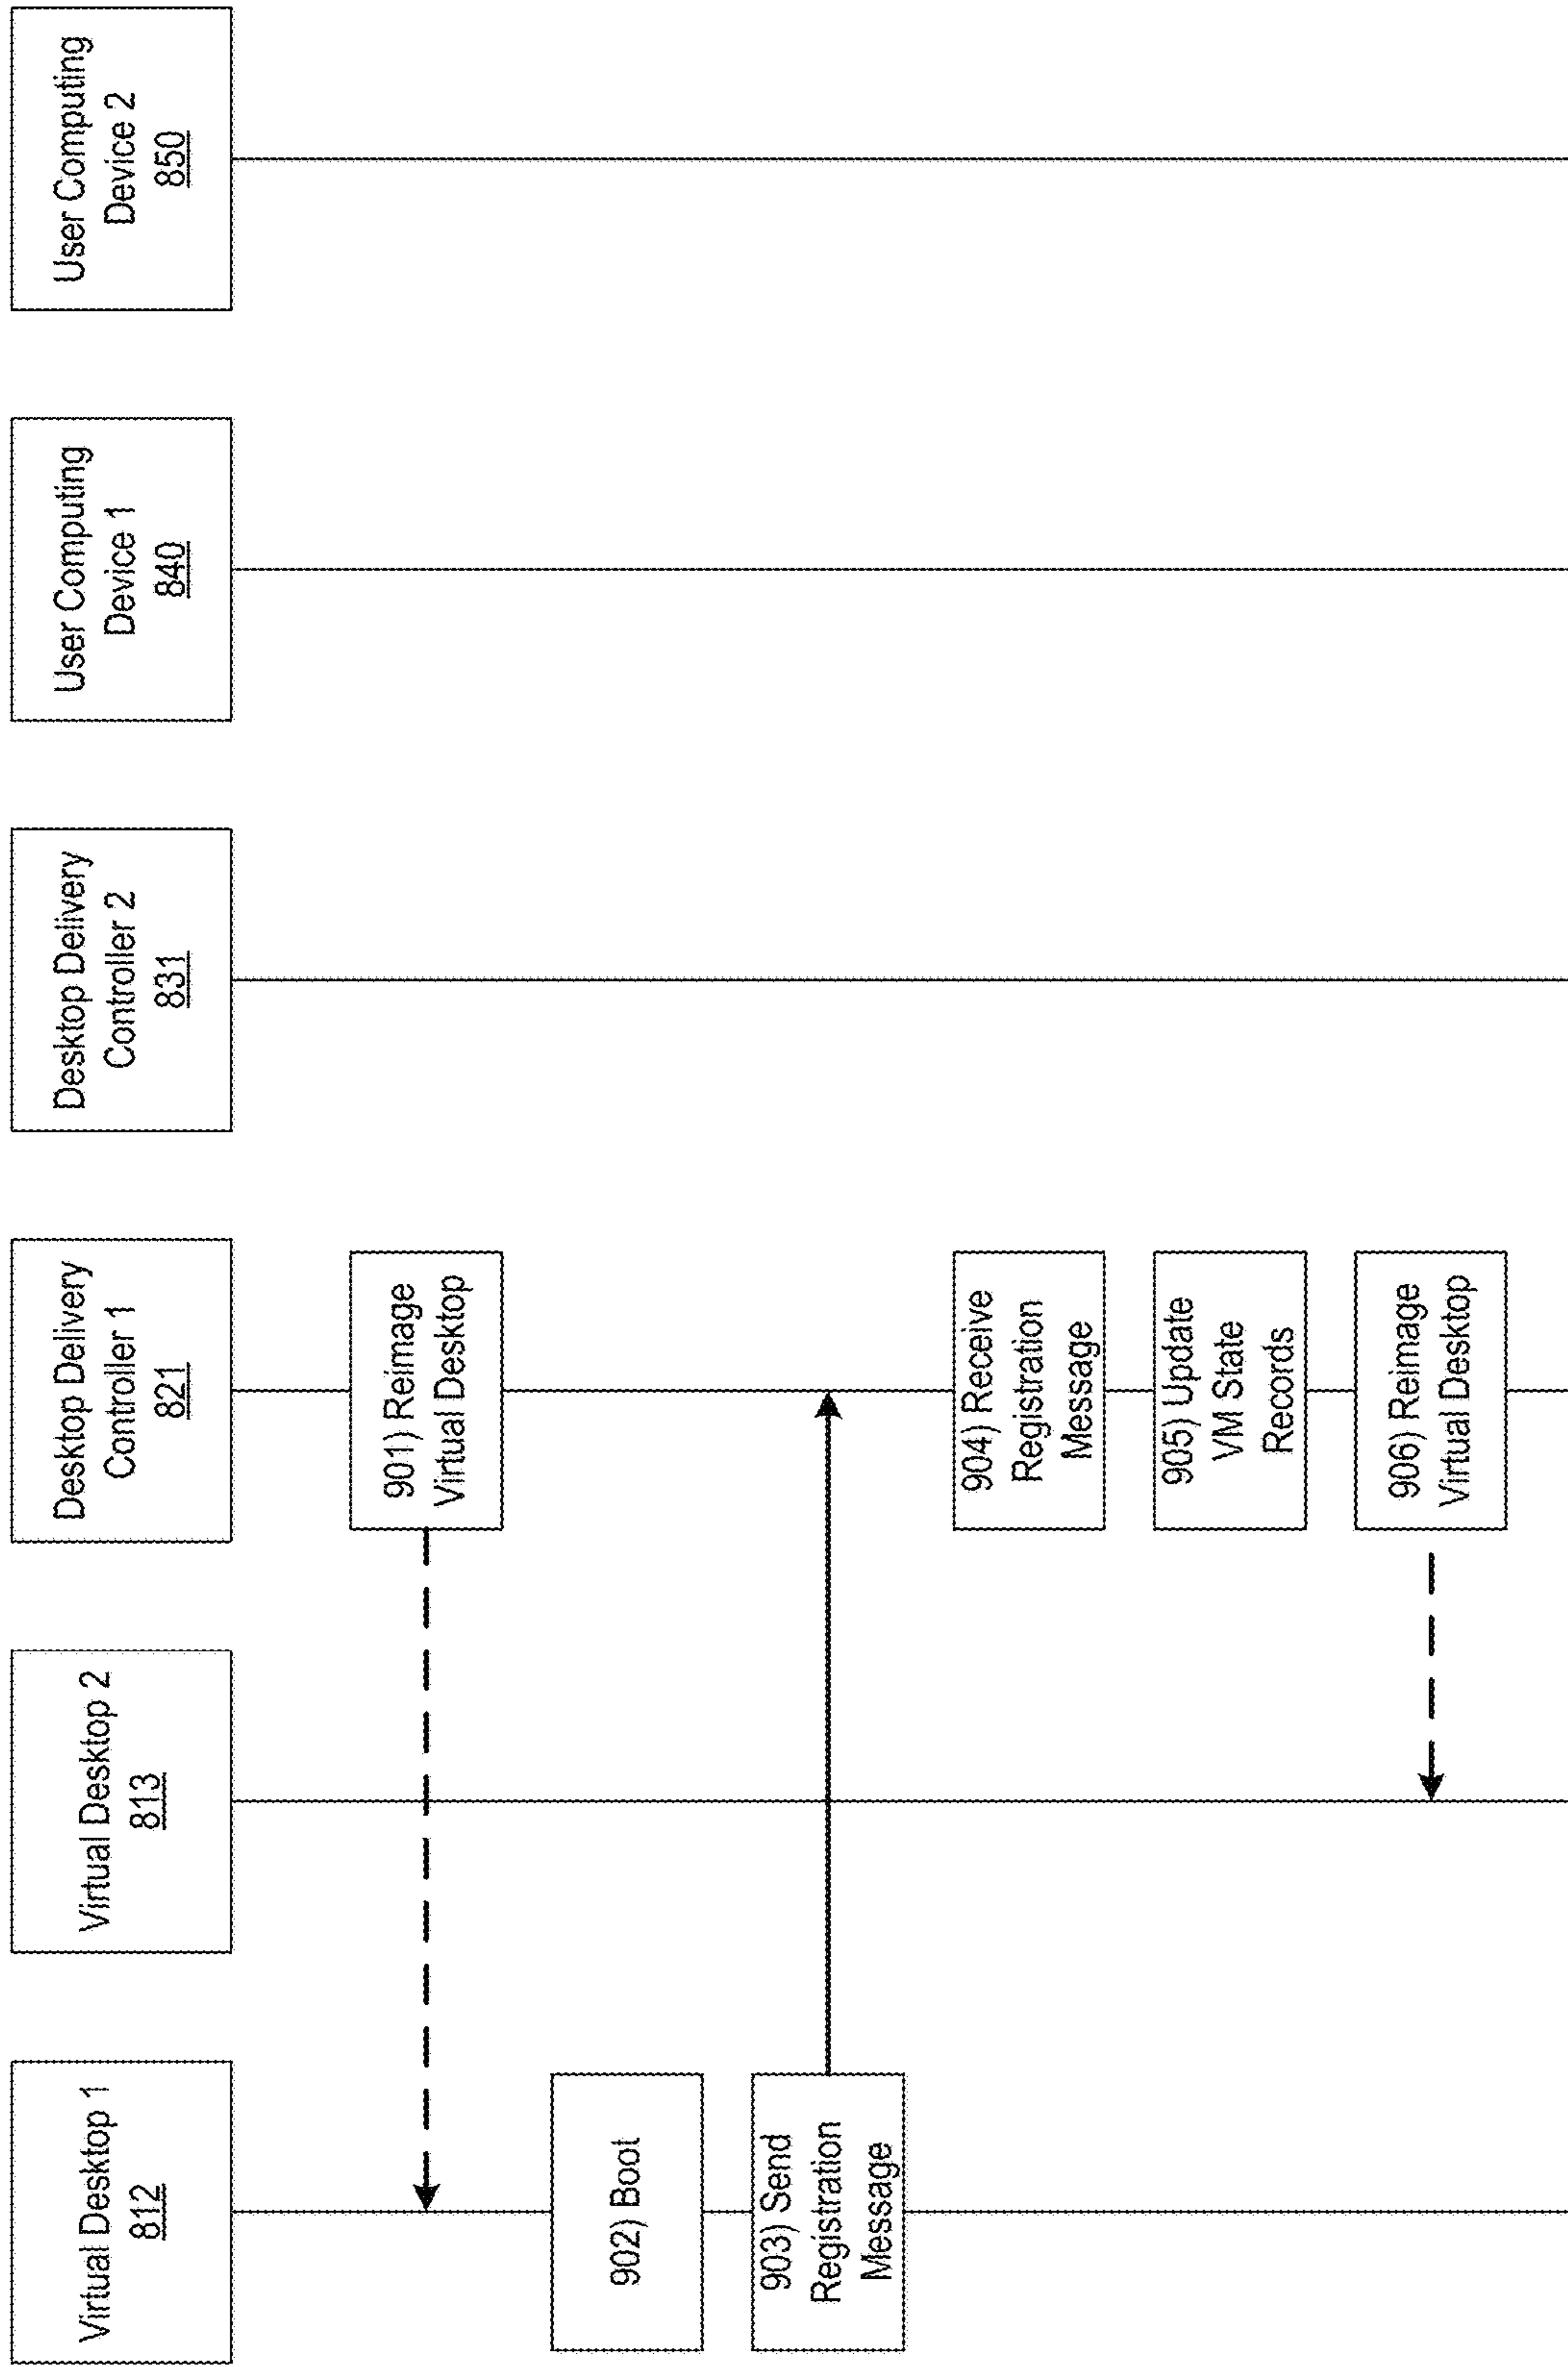 Virtual Desktop 1
812
Virtual Desktop 2
813
Desktop Delivery
Controller 1
821
Desktop Delivery
Controller 2
831
User Computing
Device 1
840
User Computing
Device 2
850
901) Reimage
Virtual Desktop
902) Boot
903) Send
Registration
Message
904) Receive
Registration
Message
905) Update
VM State
Records
906) Reimage
Virtual Desktop